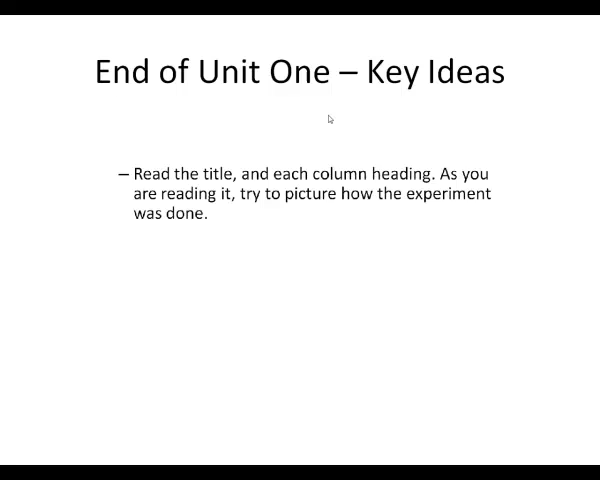 End of Unit One – Key Ideas
– Read the title, and each column heading. As you
are reading it, try to picture how the experiment
was done.